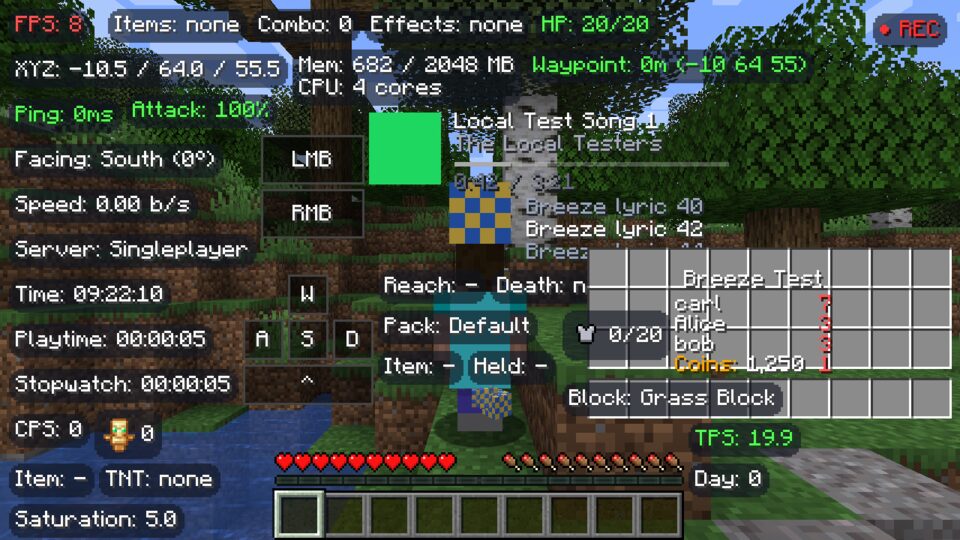 FPS: 8
Items: none
Combo: 0
Effects: none
HP: 20/20
REC
XYZ: -10.5 / 64.0 / 55.5
Mem: 682 / 2048 MB
CPU: 4 cores
Waypoint: 0m (-10 64 55)
Ping: 0ms
Attack: 100%
Local Test Song 1
The Local Testers
Facing: South (0°)
LMB
Speed: 0.00 b/s
RMB
Breeze lyric 40
Breeze lyric 42
Server: Singleplayer
Breeze
Reach: -
Death: n
Breeze Test
Time: 09:22:10
W
carl
Alice 3
bob 3
Coins: 1,250 1
Playtime: 00:00:05
A
S
D
Pack: Default
0/20
Stopwatch: 00:00:05
^
Item: -
Held: -
Block: Grass Block
CPS: 0
0
TPS: 19.9
Item: -
TNT: none
Day: 0
Saturation: 5.0